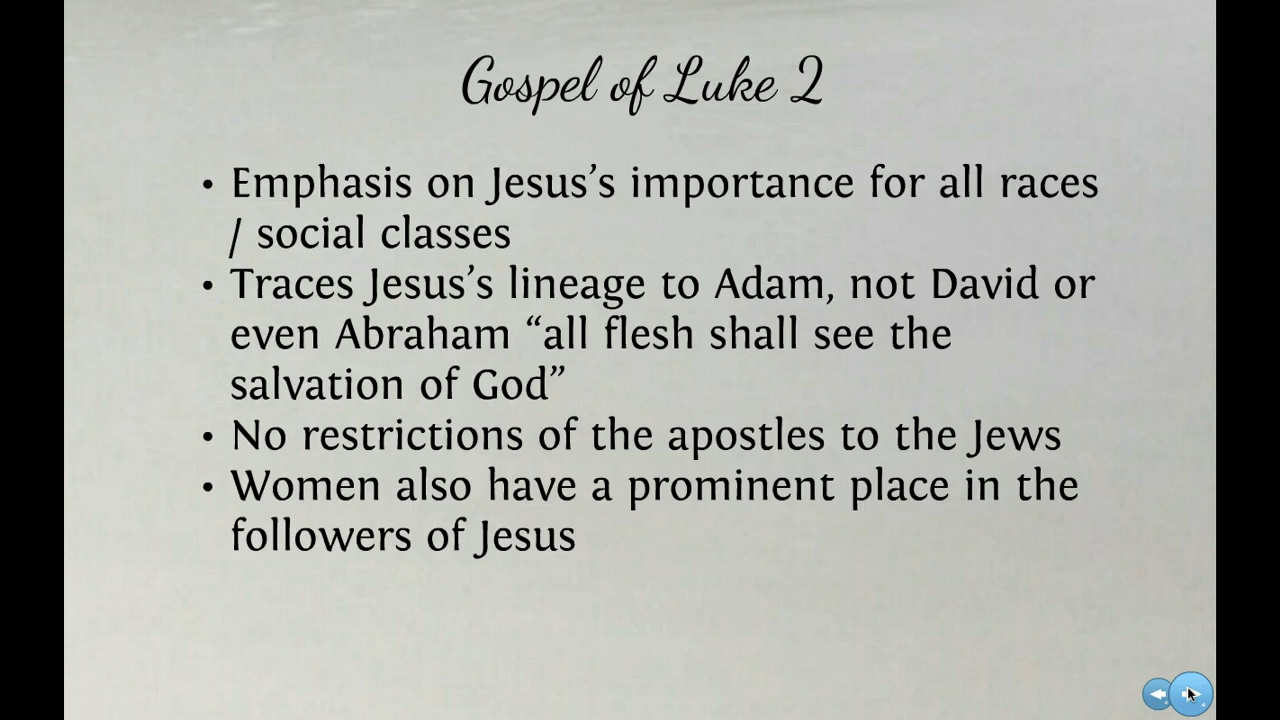 Gospel of Luke 2
• Emphasis on Jesus’s importance for all races
/ social classes
• Traces Jesus’s lineage to Adam, not David or
even Abraham “all flesh shall see the
salvation of God”
• No restrictions of the apostles to the Jews
• Women also have a prominent place in the
followers of Jesus